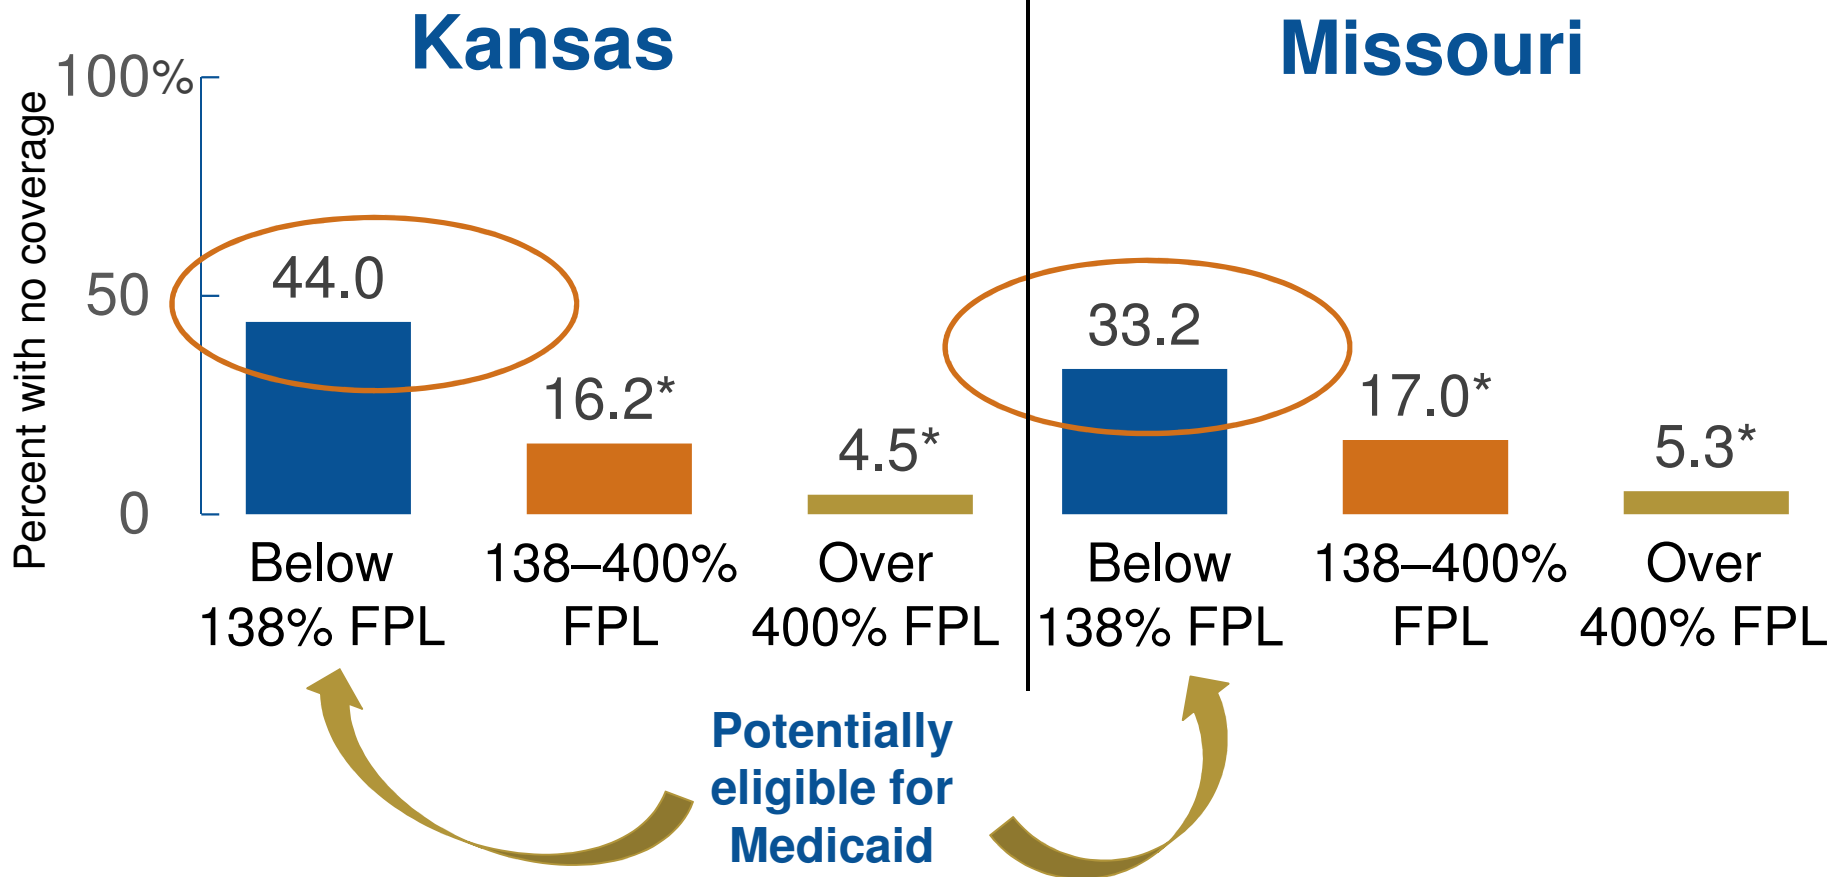 Kansas
Missouri
Percent with no coverage
100%
50
0
44.0
16.2*
4.5*
33.2
17.0*
5.3*
Below
138% FPL
138–400%
FPL
Over
400% FPL
Below
138% FPL
138–400%
FPL
Over
400% FPL
Potentially
eligible for
Medicaid